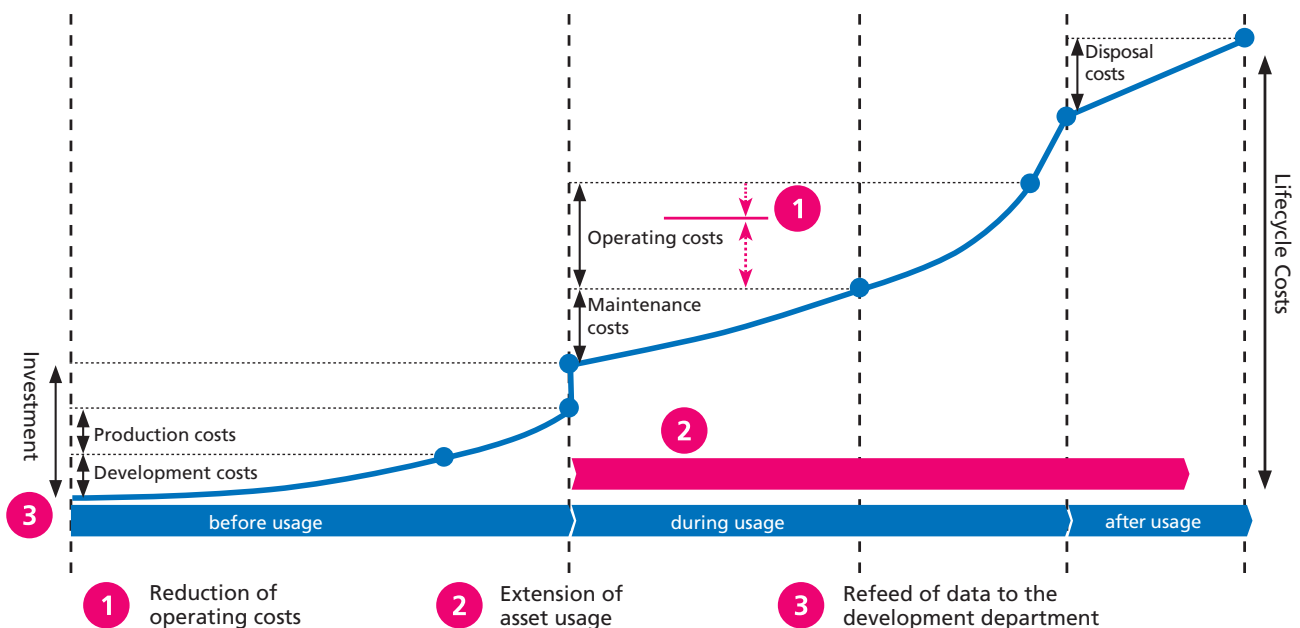 Disposal
costs
1
Operating costs
Lifecycle Costs
Maintenance
costs
Investment
Production costs
2
Development costs
3
before usage
during usage
after usage
1
Reduction of
operating costs
2
Extension of
asset usage
3
Refeed of data to the
development department